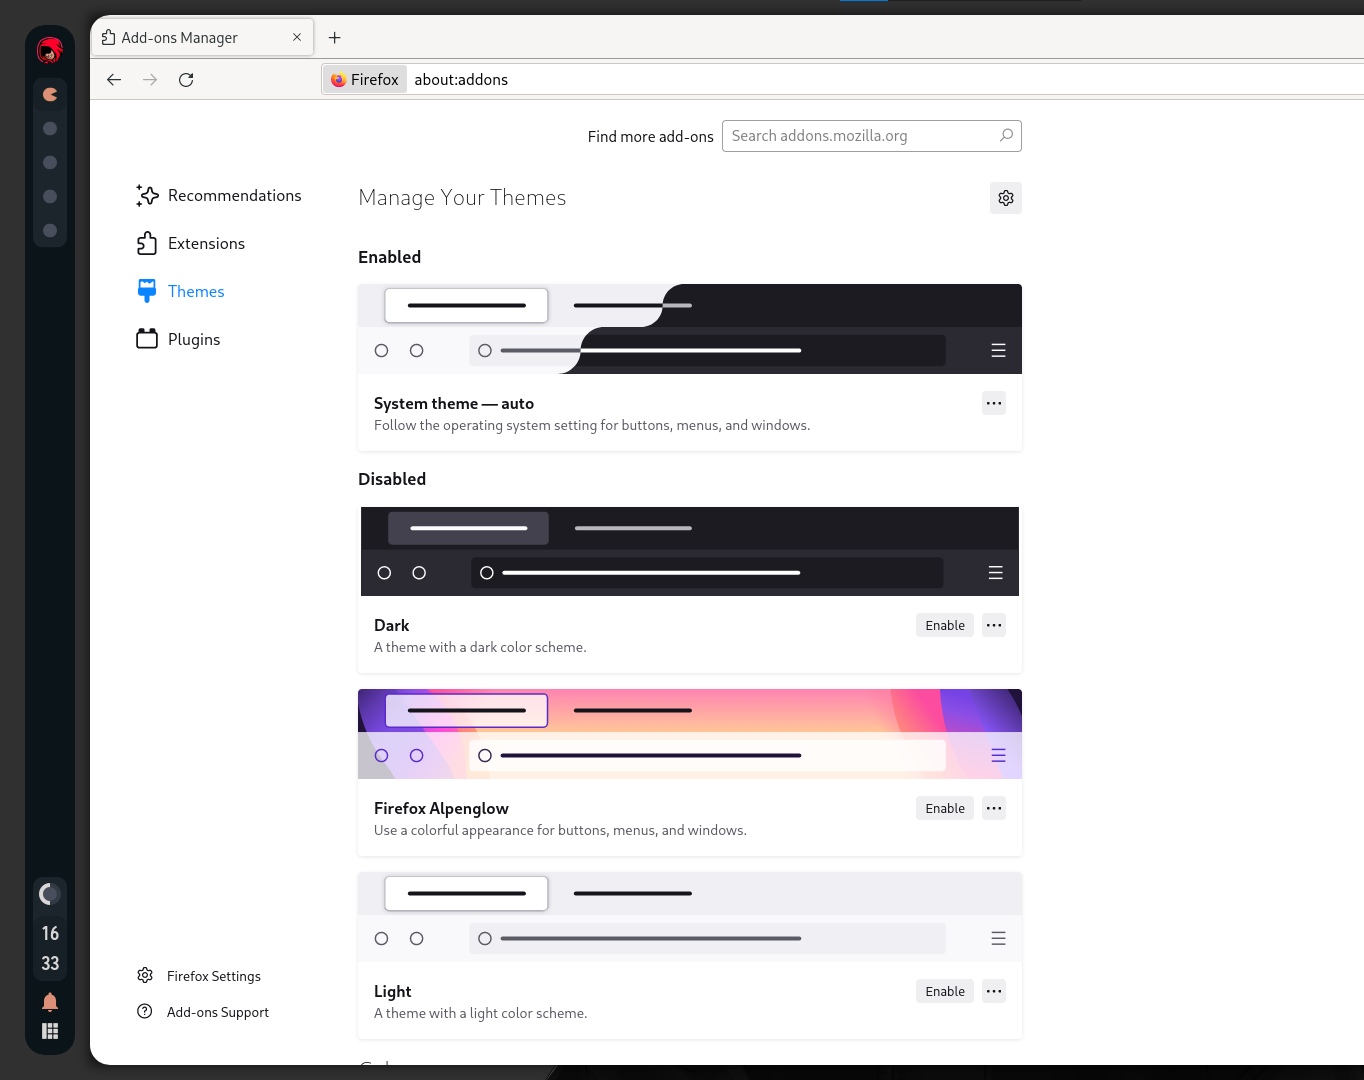 Add-ons Manager
Firefox about:addons
Find more add-ons Search addons.mozilla.org
Recommendations
Extensions
Themes
Plugins
Manage Your Themes
Enabled
System theme — auto
Follow the operating system setting for buttons, menus, and windows.
Disabled
Dark
Enable
A theme with a dark color scheme.
Firefox Alpenglow
Enable
Use a colorful appearance for buttons, menus, and windows.
Light
Enable
A theme with a light color scheme.
Firefox Settings
Add-ons Support
16
33